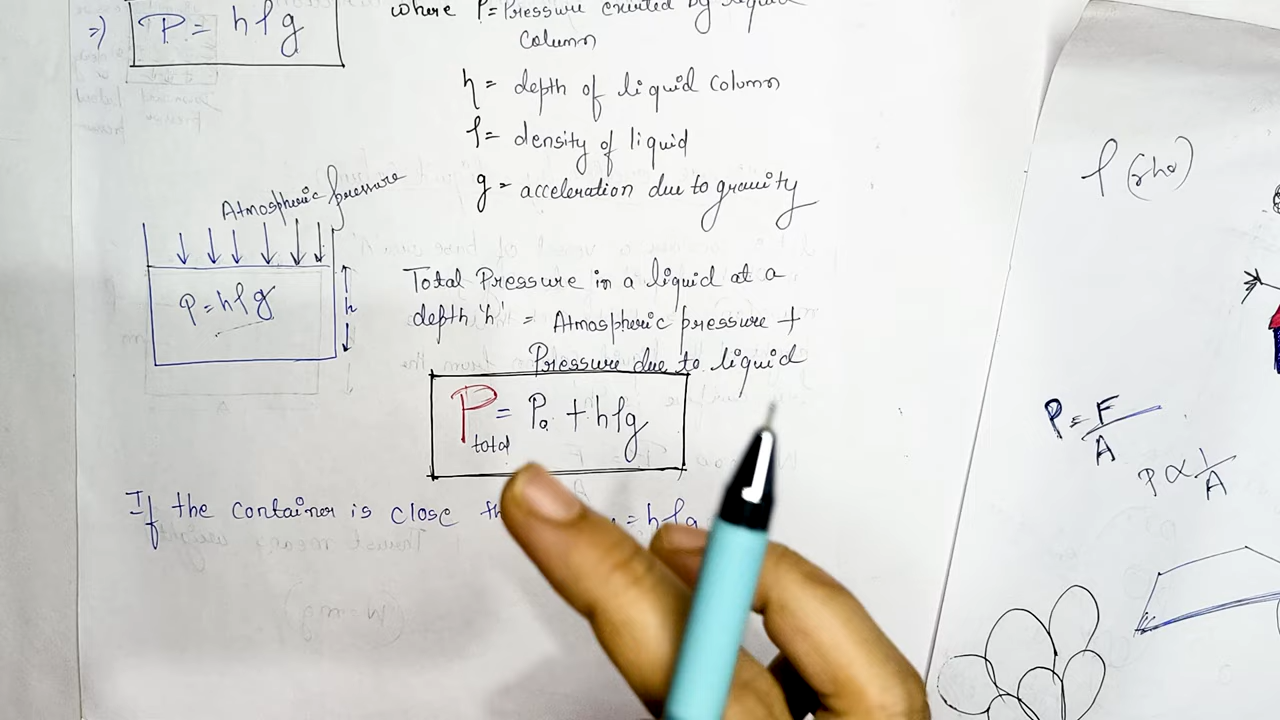 =) P = hρg
where P = Pressure by liquid
column
h = depth of liquid column
ρ = density of liquid
g = acceleration due to gravity
Atmospheric pressure
P = hρg
h
Total Pressure in a liquid at a
depth 'h' = Atmospheric pressure +
Pressure due to liquid
P total = Pa + hρg
If the container is close = hρg
ρ (rho)
P = F/A
P ∝ 1/A